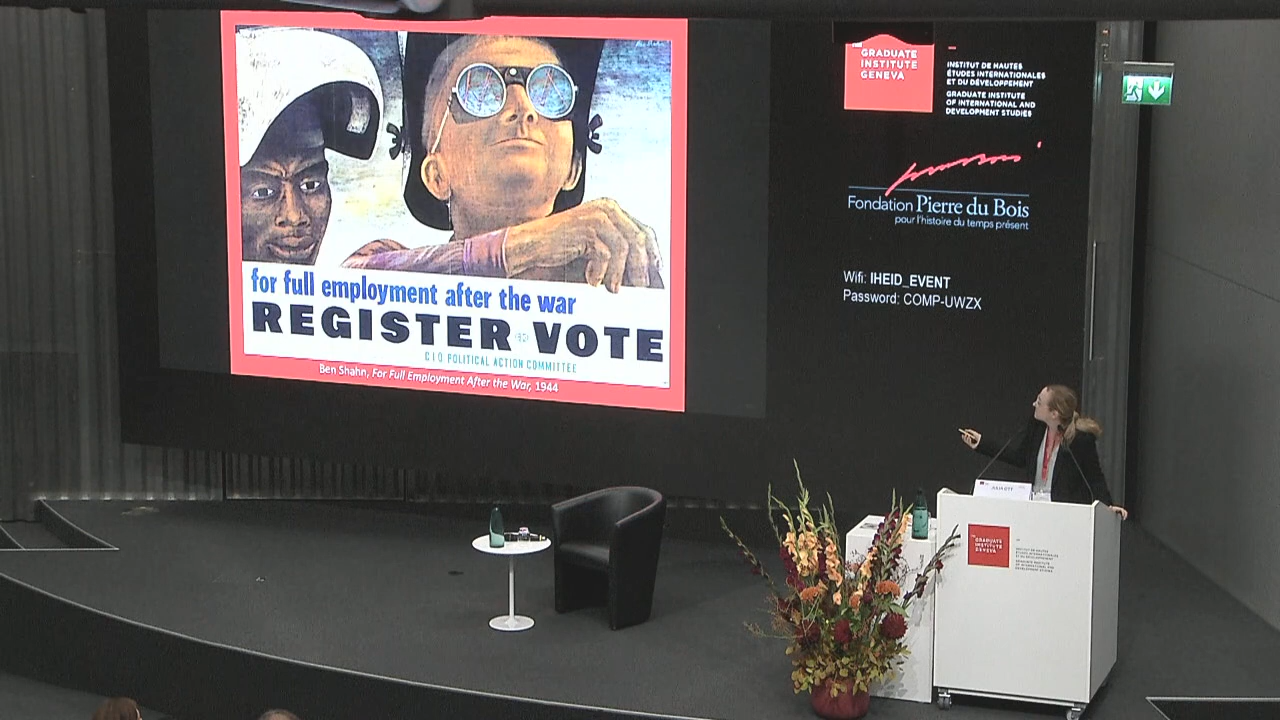 for full employment after the war
REGISTER VOTE
CIO POLITICAL ACTION COMMITTEE
Ben Shahn, For Full Employment After the War, 1944
THE
GRADUATE
INSTITUTE
GENEVA
INSTITUT DE HAUTES
ÉTUDES INTERNATIONALES
ET DU DÉVELOPPEMENT
GRADUATE INSTITUTE
OF INTERNATIONAL AND
DEVELOPMENT STUDIES
Fondation Pierre du Bois
pour l'histoire du temps présent
Wifi: IHEID_EVENT
Password: COMP-UWZX
GRADUATE
INSTITUTE
GENEVA